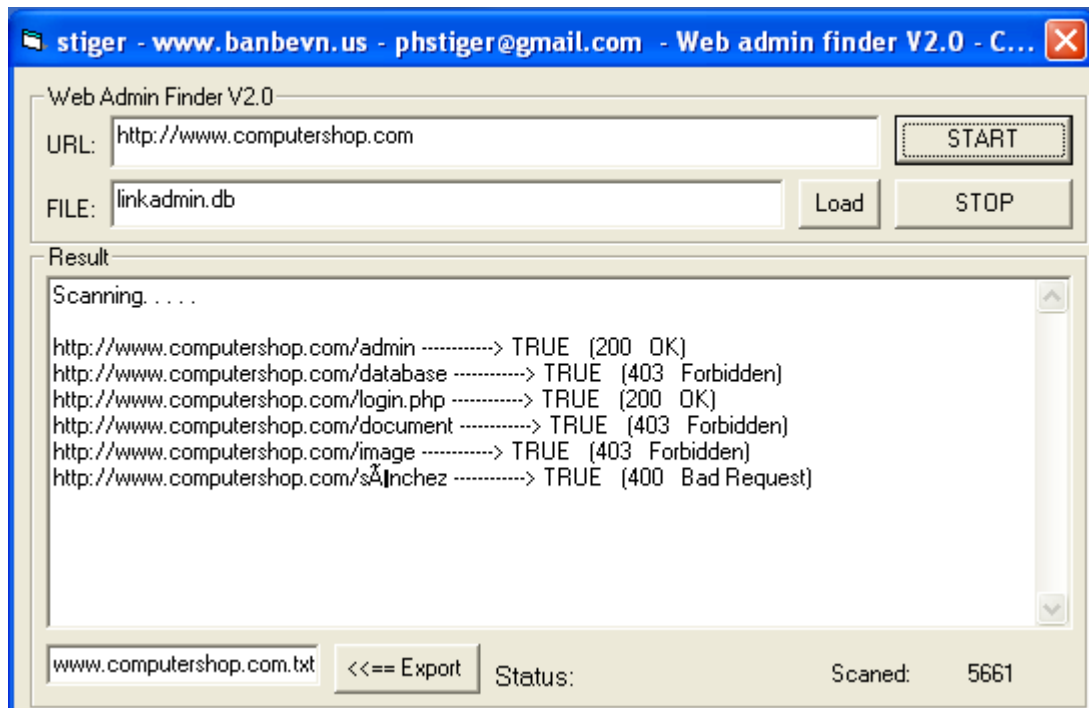 stiger - www.banbevn.us - phstiger@gmail.com - Web admin finder V2.0 - C...
Web Admin Finder V2.0
URL: http://www.computershop.com START
FILE: linkadmin.db Load STOP
Result
Scanning. . . . .
http://www.computershop.com/admin -----------> TRUE (200 OK)
http://www.computershop.com/database -----------> TRUE (403 Forbidden)
http://www.computershop.com/login.php -----------> TRUE (200 OK)
http://www.computershop.com/document -----------> TRUE (403 Forbidden)
http://www.computershop.com/image -----------> TRUE (403 Forbidden)
http://www.computershop.com/sÃ¡nchez -----------> TRUE (400 Bad Request)
www.computershop.com.txt <<== Export Status: Scaned: 5661